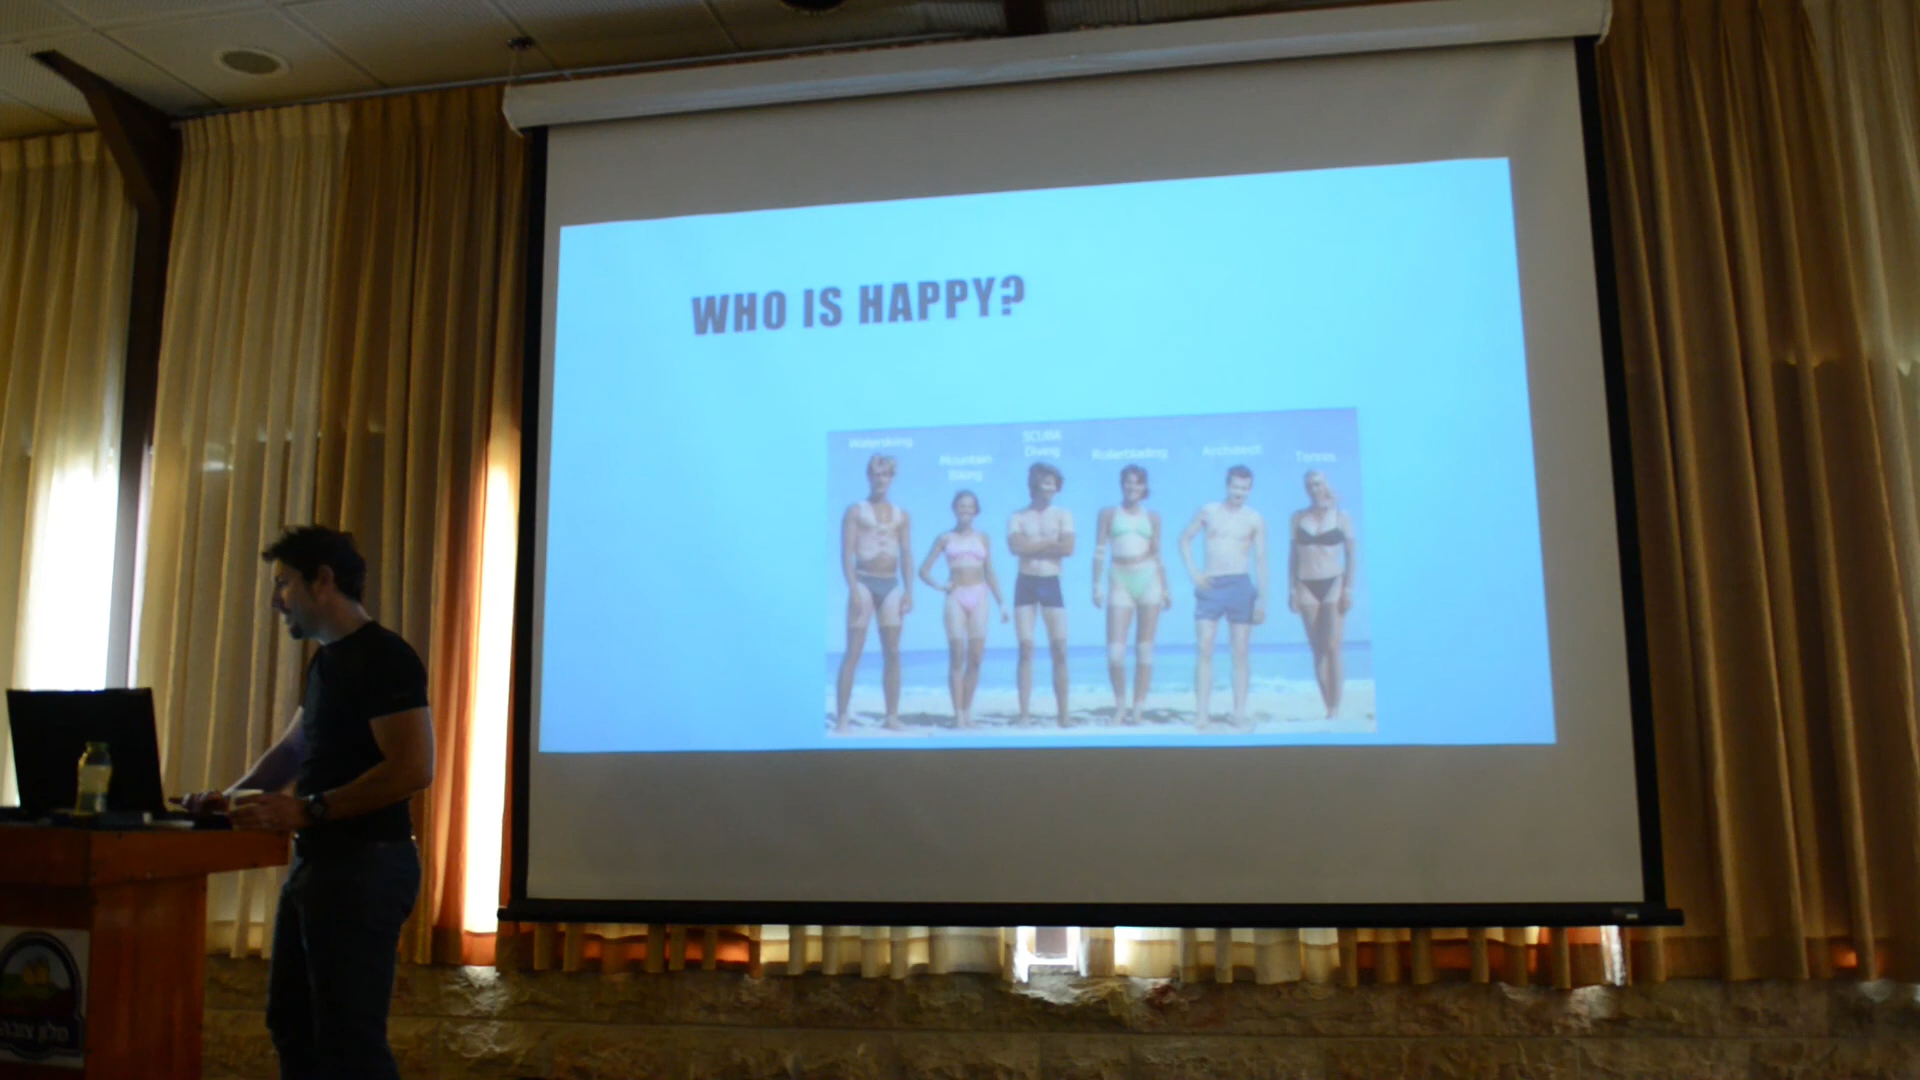 WHO IS HAPPY?
Waterskiing
Mountain
Biking
SCUBA
Diving
Rollerblading
Architect
Tennis